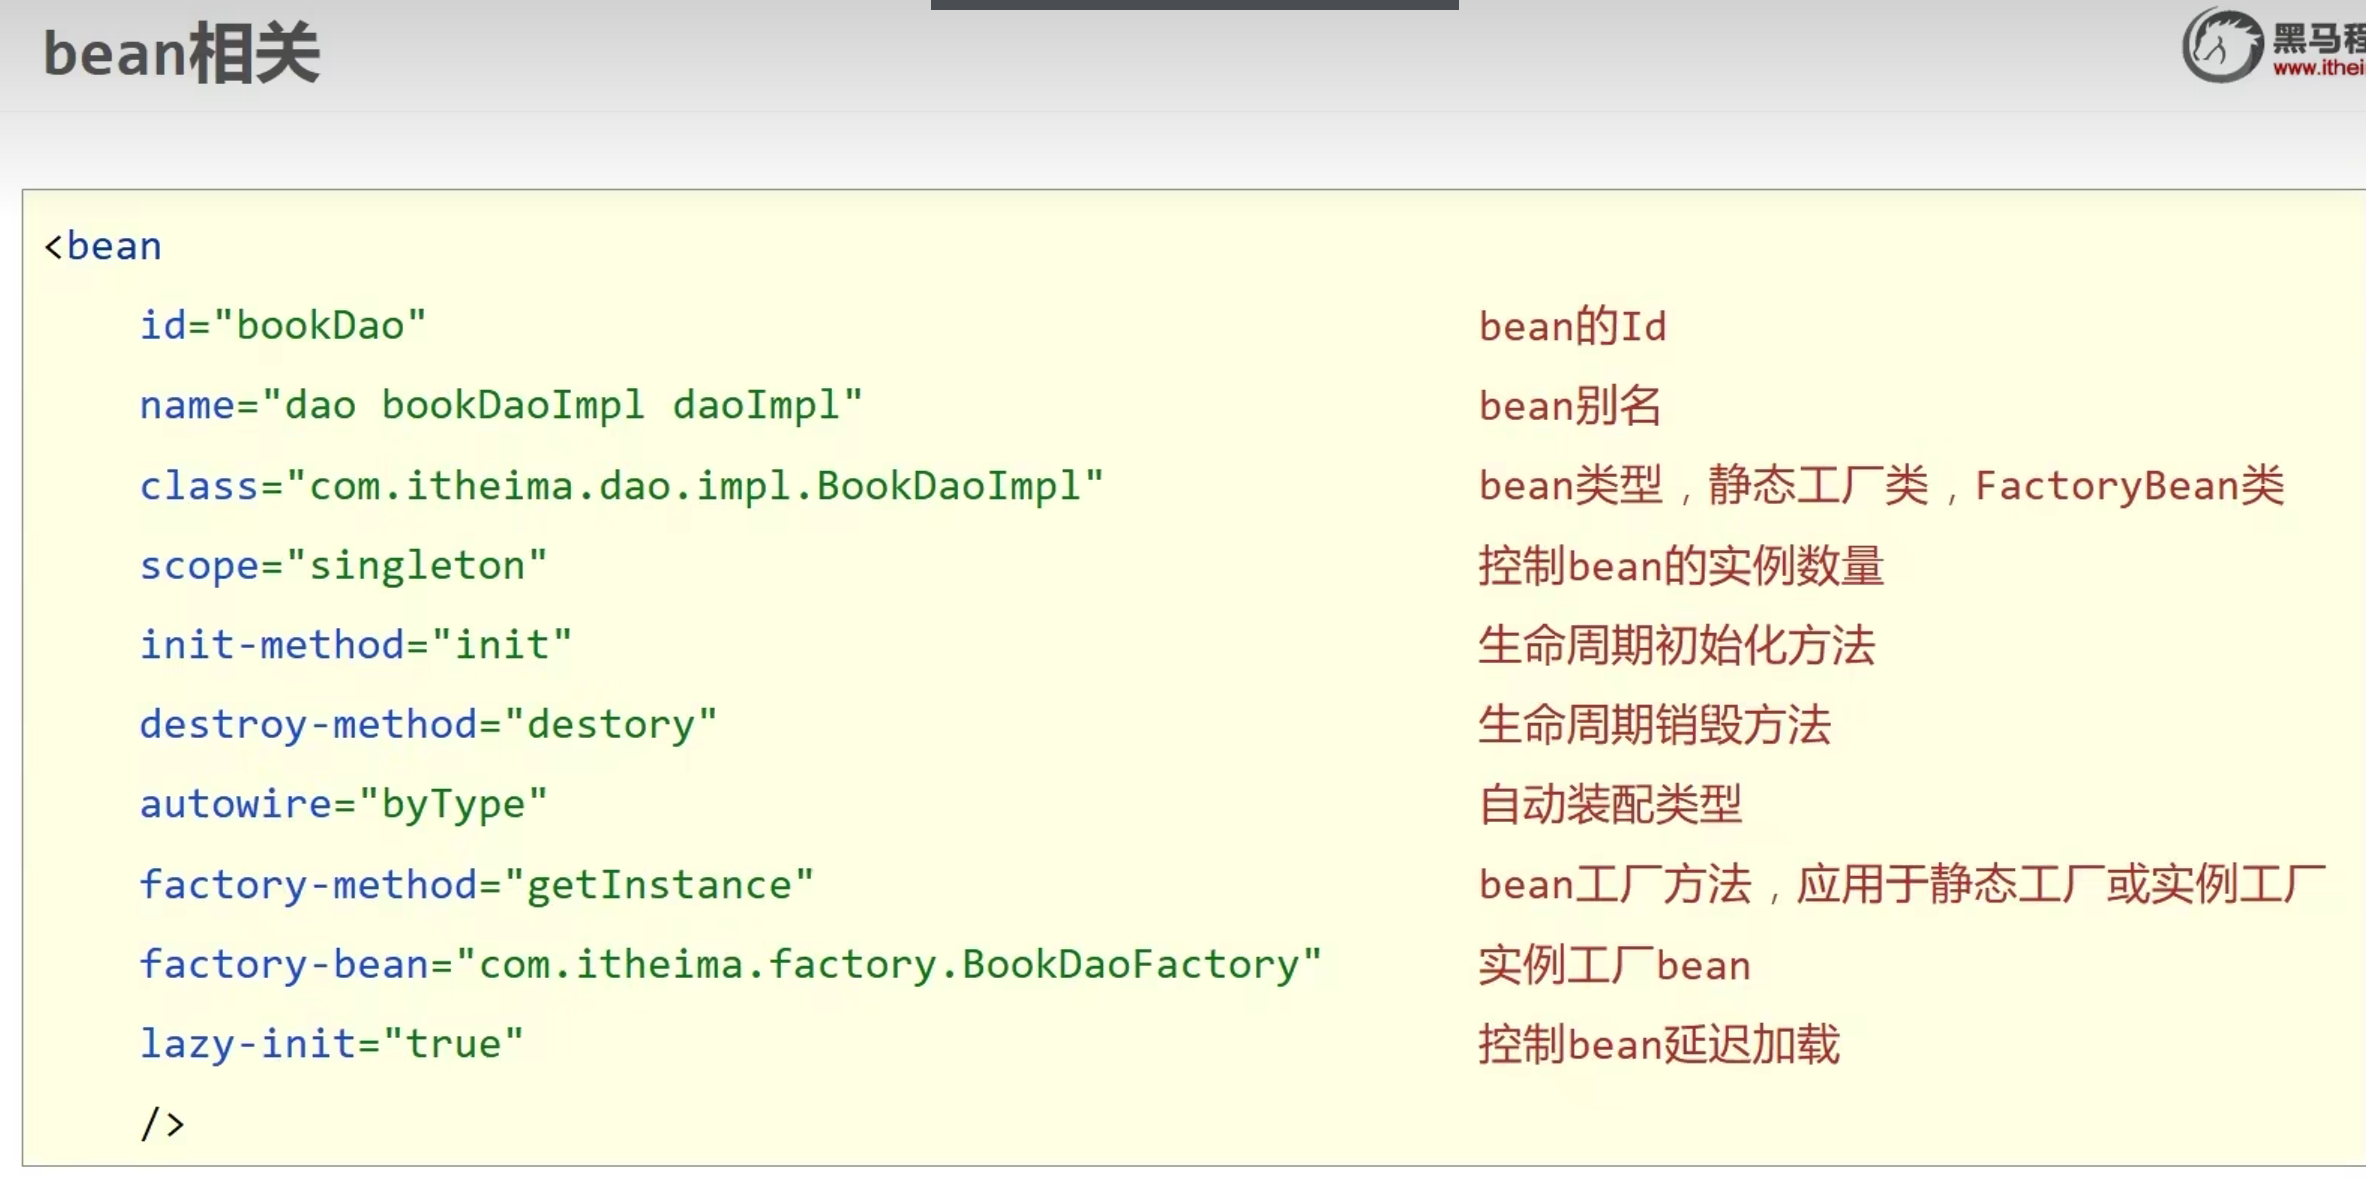 bean相关
黑马程
www.ithei
<bean
id="bookDao" bean的Id
name="dao bookDaoImpl daoImpl" bean别名
class="com.itheima.dao.impl.BookDaoImpl" bean类型，静态工厂类，FactoryBean类
scope="singleton" 控制bean的实例数量
init-method="init" 生命周期初始化方法
destroy-method="destory" 生命周期销毁方法
autowire="byType" 自动装配类型
factory-method="getInstance" bean工厂方法，应用于静态工厂或实例工厂
factory-bean="com.itheima.factory.BookDaoFactory" 实例工厂bean
lazy-init="true" 控制bean延迟加载
/>